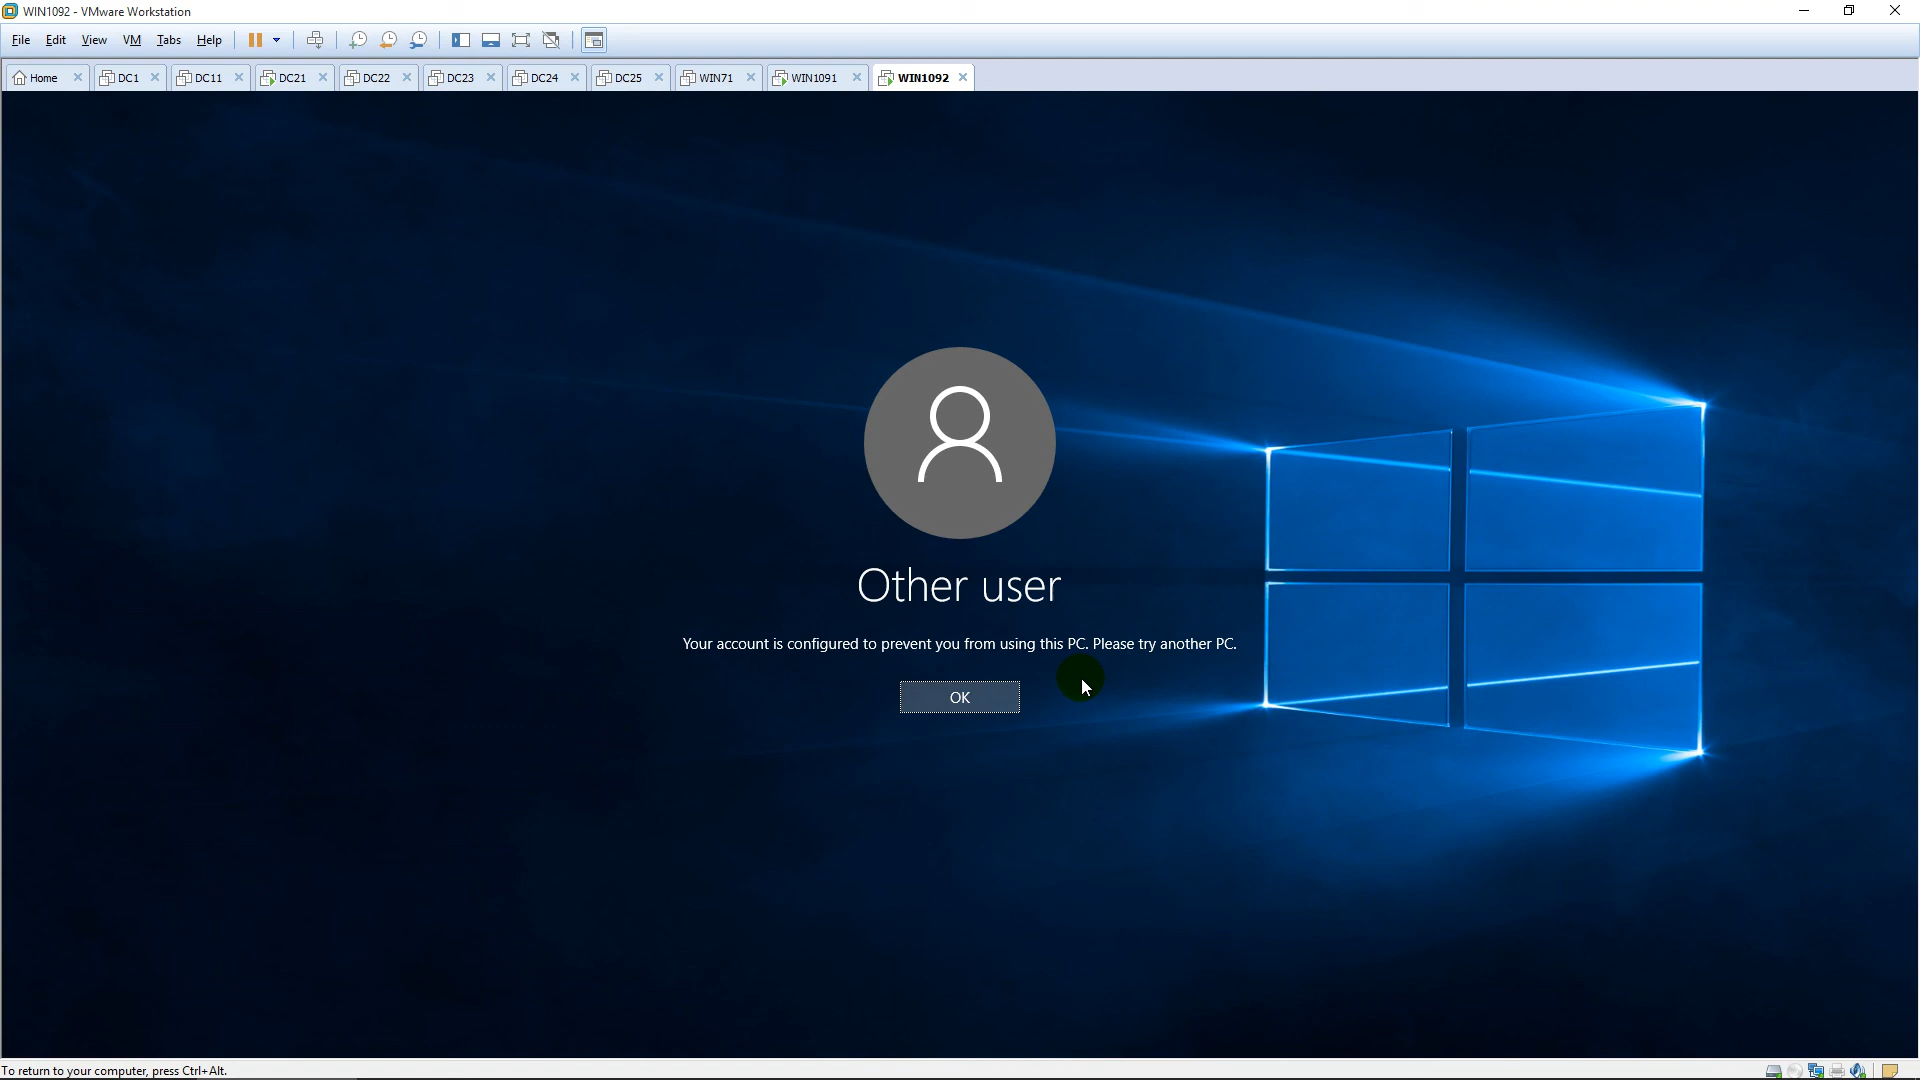 WIN1092 - VMware Workstation
File Edit View VM Tabs Help
Home DC1 DC11 DC21 DC22 DC23 DC24 DC25 WIN71 WIN1091 WIN1092
Other user
Your account is configured to prevent you from using this PC. Please try another PC.
OK
To return to your computer, press Ctrl+Alt.